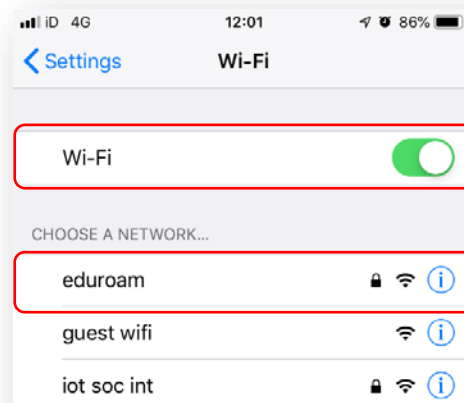 iD 4G 12:01 86%
Settings Wi-Fi
Wi-Fi
CHOOSE A NETWORK...
eduroam
guest wifi
iot soc int